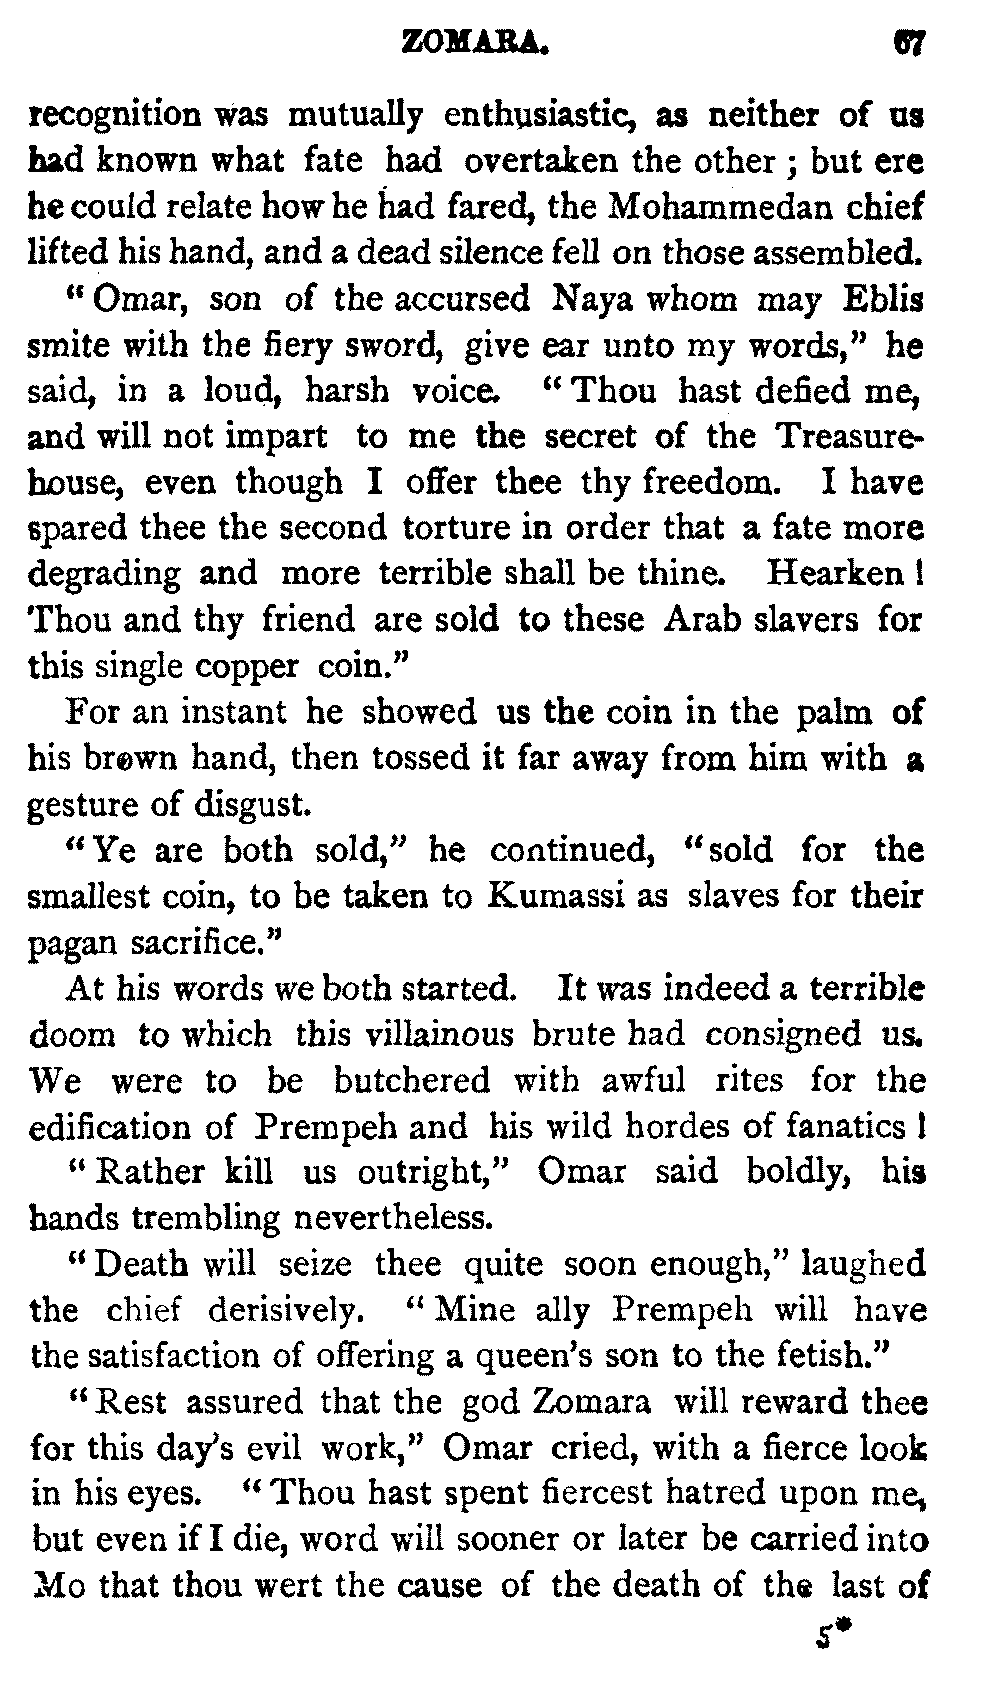 ZOMARA. 67
recognition was mutually enthusiastic, as neither of us
had known what fate had overtaken the other ; but ere
he could relate how he had fared, the Mohammedan chief
lifted his hand, and a dead silence fell on those assembled.
“ Omar, son of the accursed Naya whom may Eblis
smite with the fiery sword, give ear unto my words,” he
said, in a loud, harsh voice. “ Thou hast defied me,
and will not impart to me the secret of the Treasure-
house, even though I offer thee thy freedom. I have
spared thee the second torture in order that a fate more
degrading and more terrible shall be thine. Hearken !
Thou and thy friend are sold to these Arab slavers for
this single copper coin.”
For an instant he showed us the coin in the palm of
his brown hand, then tossed it far away from him with a
gesture of disgust.
“ Ye are both sold,” he continued, “ sold for the
smallest coin, to be taken to Kumassi as slaves for their
pagan sacrifice.”
At his words we both started. It was indeed a terrible
doom to which this villainous brute had consigned us.
We were to be butchered with awful rites for the
edification of Prempeh and his wild hordes of fanatics !
“ Rather kill us outright,” Omar said boldly, his
hands trembling nevertheless.
“ Death will seize thee quite soon enough,” laughed
the chief derisively. “ Mine ally Prempeh will have
the satisfaction of offering a queen’s son to the fetish.”
“ Rest assured that the god Zomara will reward thee
for this day’s evil work,” Omar cried, with a fierce look
in his eyes. “ Thou hast spent fiercest hatred upon me,
but even if I die, word will sooner or later be carried into
Mo that thou wert the cause of the death of the last of
5*